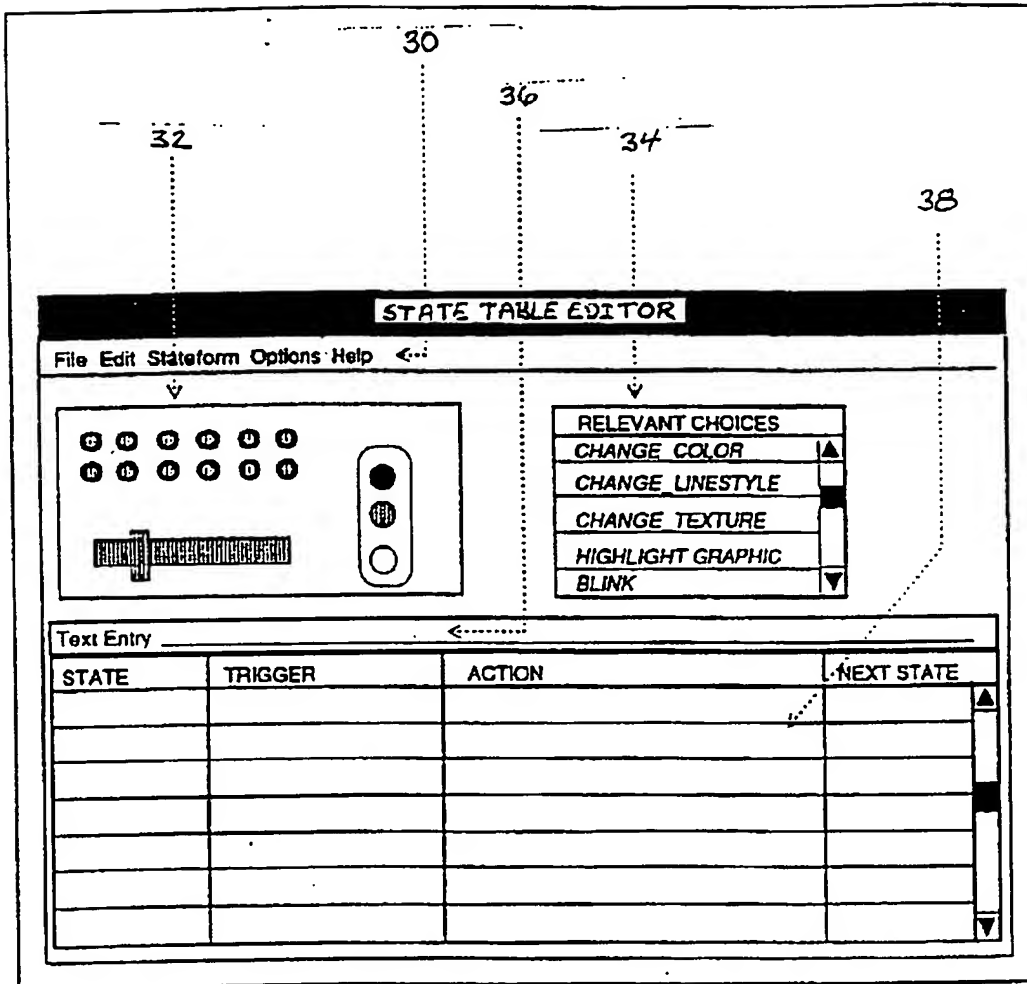 30
36
32
34
38
STATE TABLE EDITOR
File Edit Stateform Options Help
RELEVANT CHOICES
CHANGE_COLOR
CHANGE_LINESTYLE
CHANGE_TEXTURE
HIGHLIGHT GRAPHIC
BLINK
Text Entry
STATE TRIGGER ACTION NEXT STATE